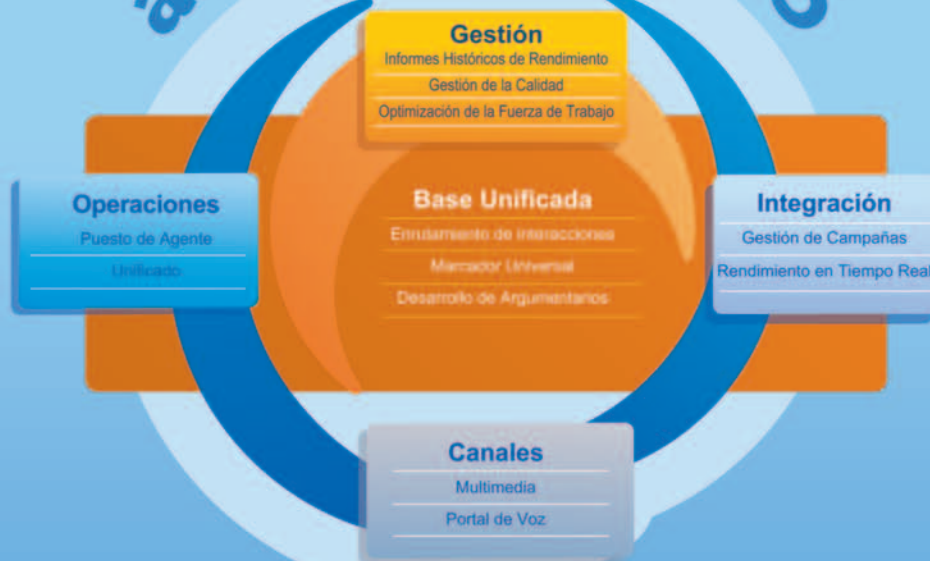 Gestión
Informes Históricos de Rendimiento
Gestión de la Calidad
Optimización de la Fuerza de Trabajo
Operaciones
Puesto de Agente
Unificado
Base Unificada
Enrutamiento de Interacciones
Marcador Universal
Desarrollo de Argumentarios
Integración
Gestión de Campañas
Rendimiento en Tiempo Real
Canales
Multimedia
Portal de Voz